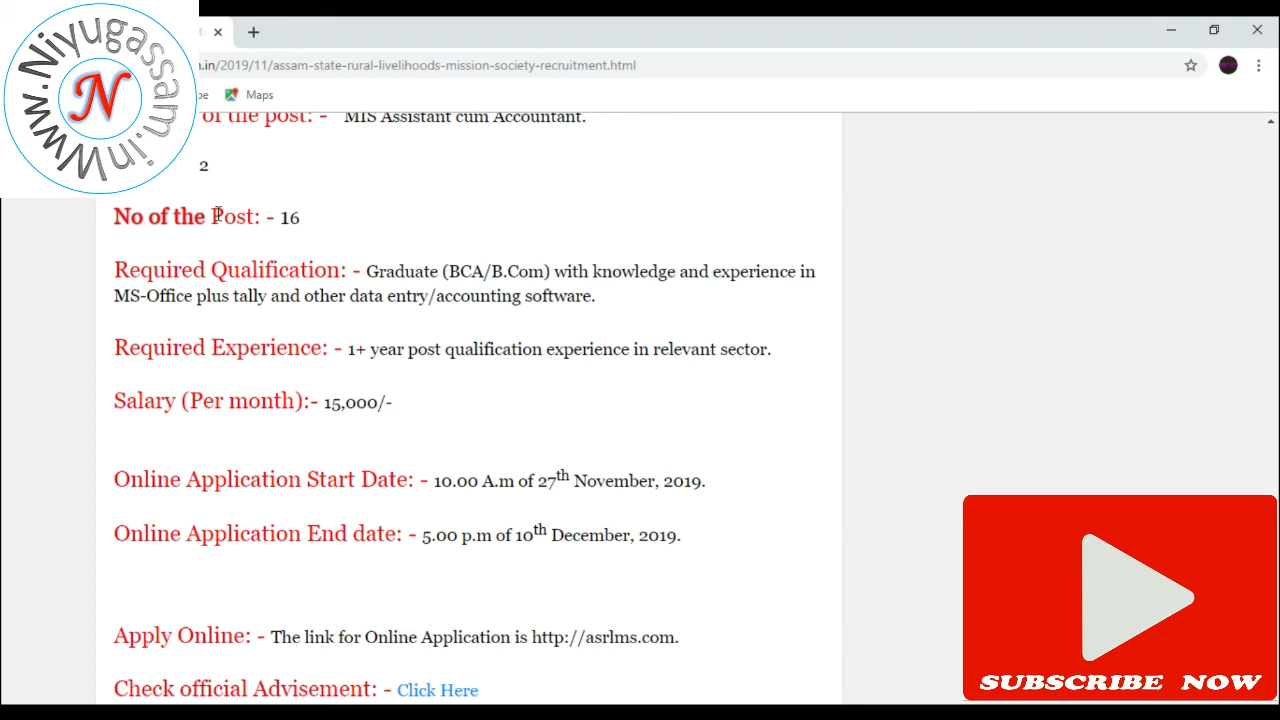 www.Niyugassam.in
N
n.in/2019/11/assam-state-rural-livelihoods-mission-society-recruitment.html
Maps
of the post: - MIS Assistant cum Accountant.
2
No of the Post: - 16
Required Qualification: - Graduate (BCA/B.Com) with knowledge and experience in
MS-Office plus tally and other data entry/accounting software.
Required Experience: - 1+ year post qualification experience in relevant sector.
Salary (Per month):- 15,000/-
Online Application Start Date: - 10.00 A.m of 27th November, 2019.
Online Application End date: - 5.00 p.m of 10th December, 2019.
Apply Online: - The link for Online Application is http://asrlms.com.
Check official Advisement: - Click Here
SUBSCRIBE NOW